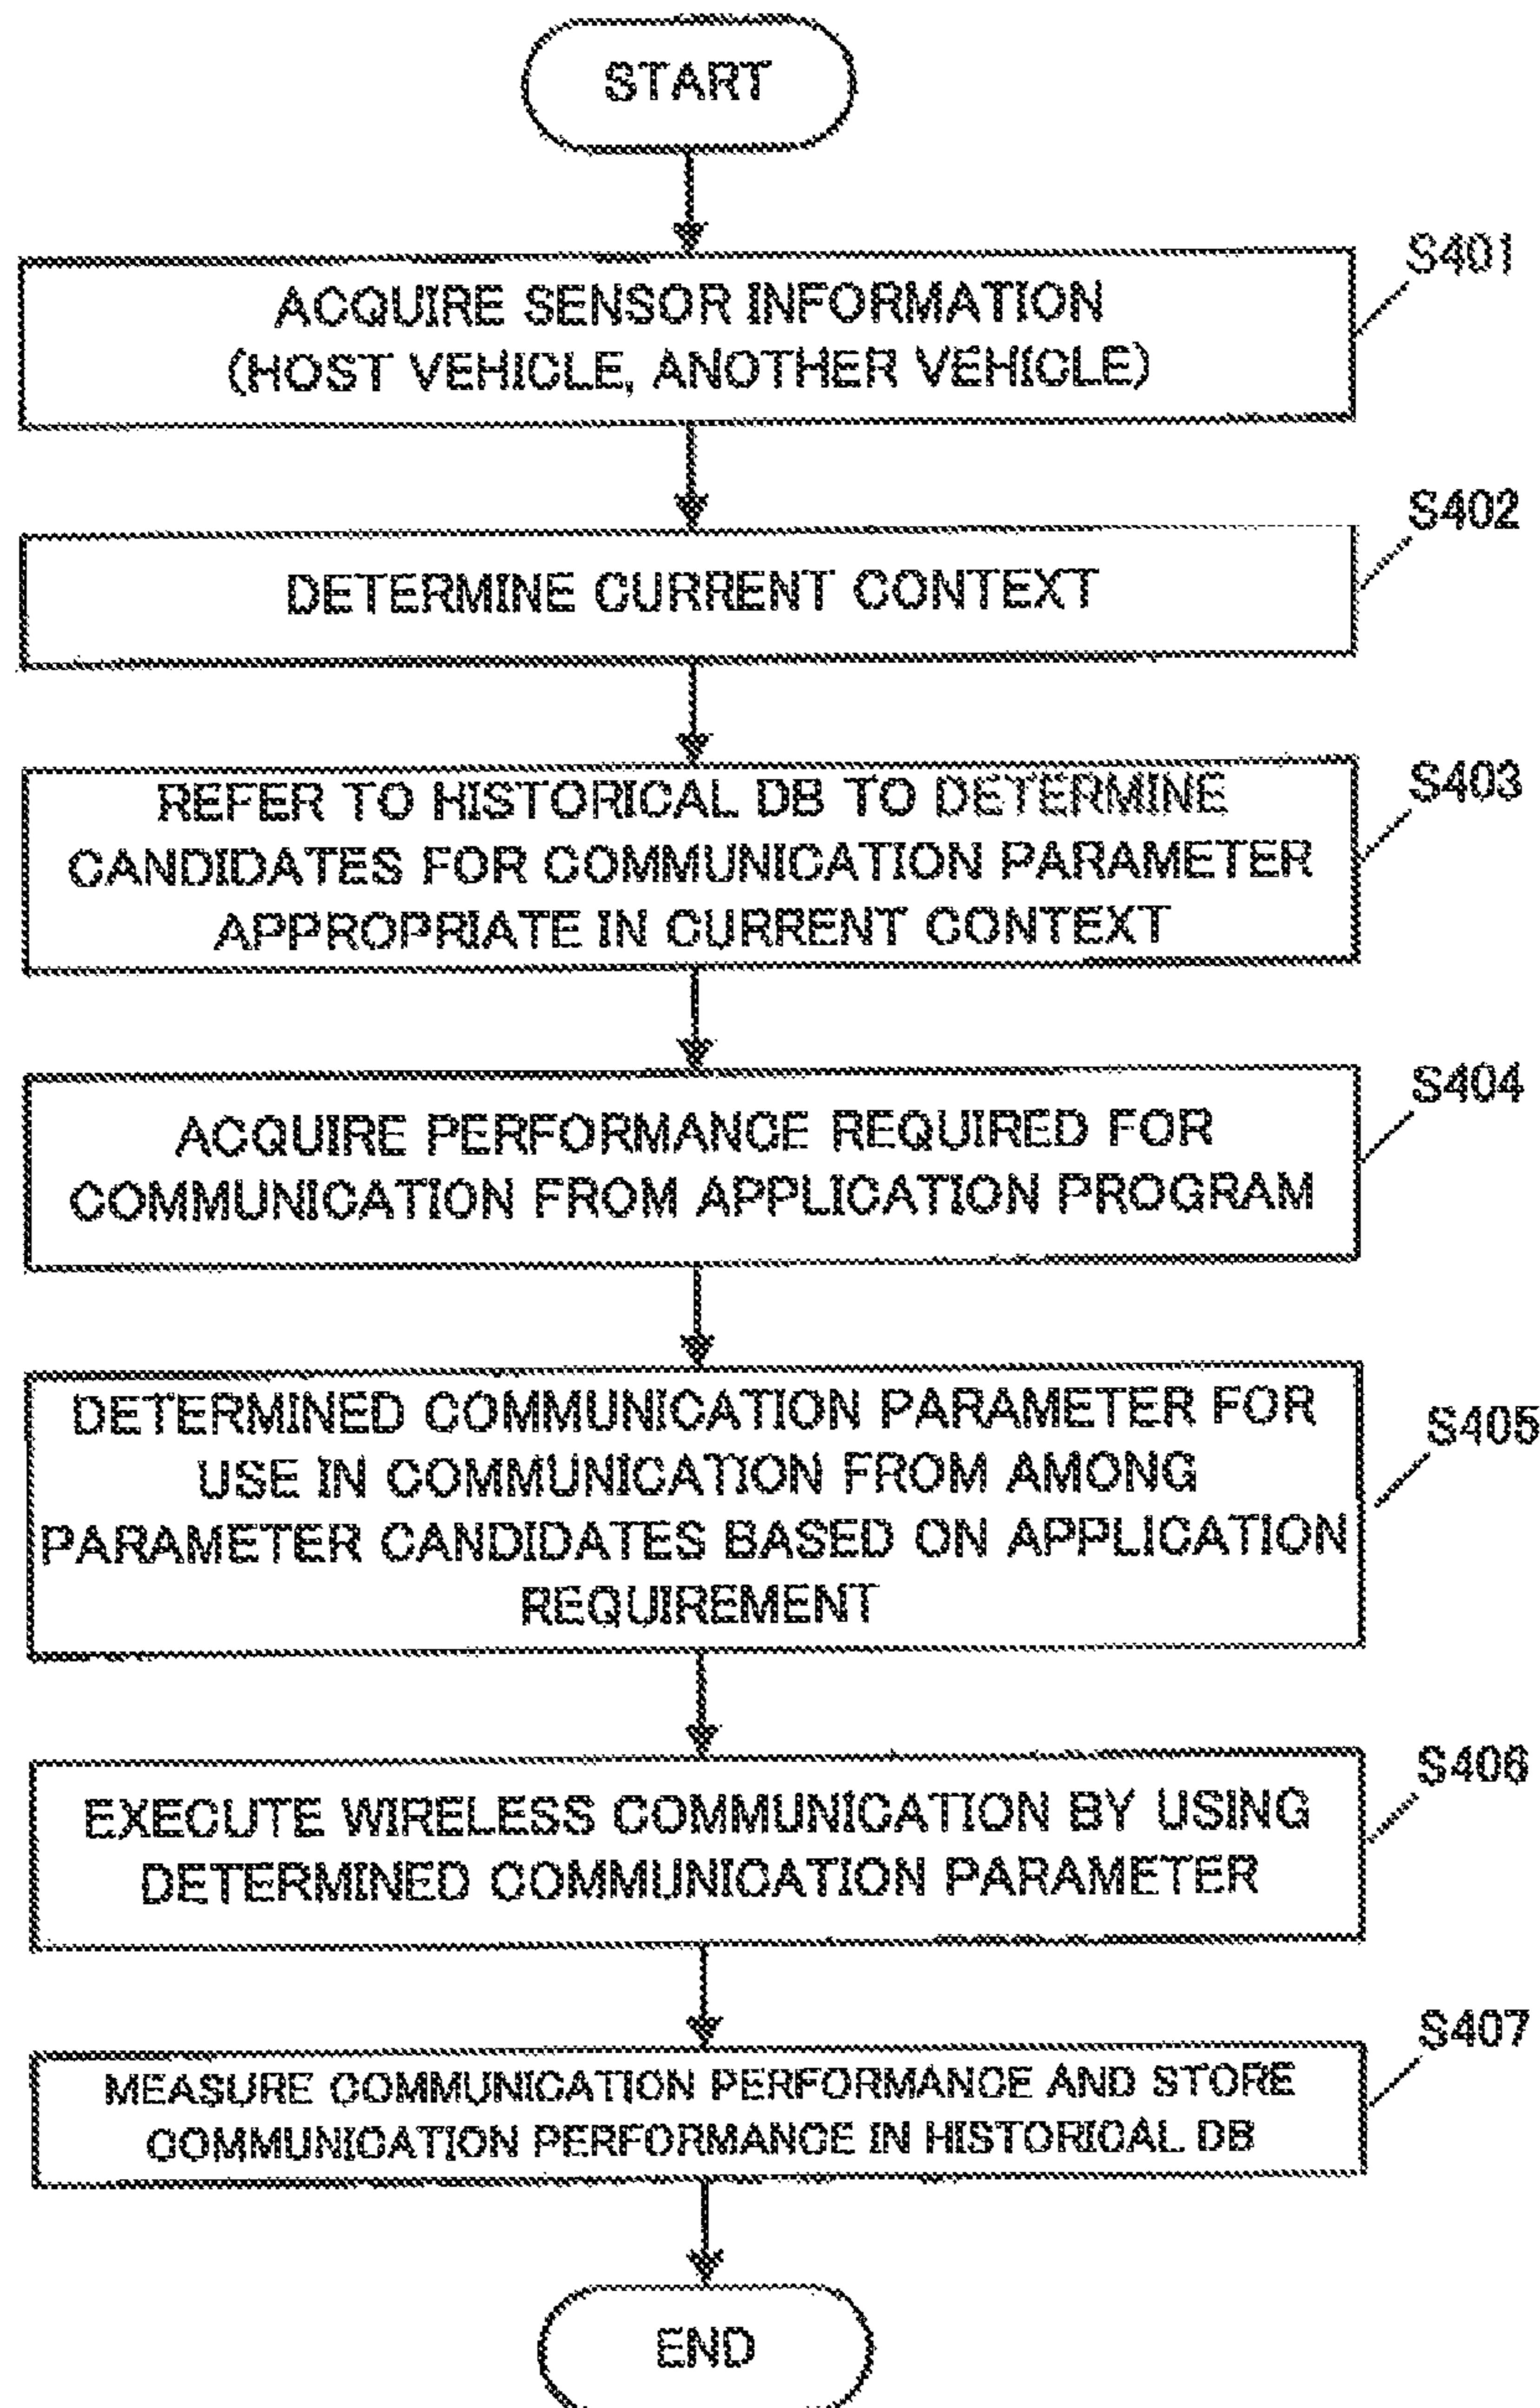 START
S401
ACQUIRE SENSOR INFORMATION
(HOST VEHICLE, ANOTHER VEHICLE)
S402
DETERMINE CURRENT CONTEXT
S403
REFER TO HISTORICAL DB TO DETERMINE
CANDIDATES FOR COMMUNICATION PARAMETER
APPROPRIATE IN CURRENT CONTEXT
S404
ACQUIRE PERFORMANCE REQUIRED FOR
COMMUNICATION FROM APPLICATION PROGRAM
S405
DETERMINED COMMUNICATION PARAMETER FOR
USE IN COMMUNICATION FROM AMONG
PARAMETER CANDIDATES BASED ON APPLICATION
REQUIREMENT
S406
EXECUTE WIRELESS COMMUNICATION BY USING
DETERMINED COMMUNICATION PARAMETER
S407
MEASURE COMMUNICATION PERFORMANCE AND STORE
COMMUNICATION PERFORMANCE IN HISTORICAL DB
END